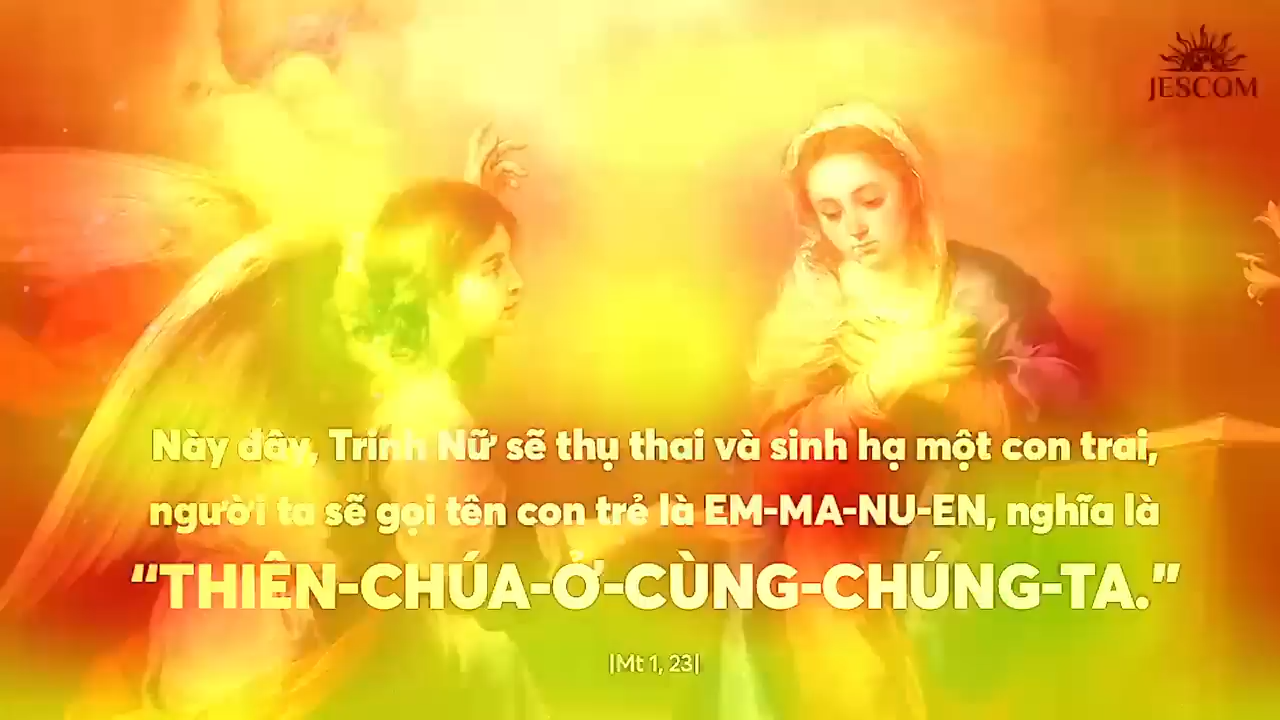 JESCOM
Này đây, Trinh Nữ sẽ thụ thai và sinh hạ một con trai,
người ta sẽ gọi tên con trẻ là EM-MA-NU-EN, nghĩa là
“THIÊN-CHÚA-Ở-CÙNG-CHÚNG-TA.”
|Mt 1, 23|